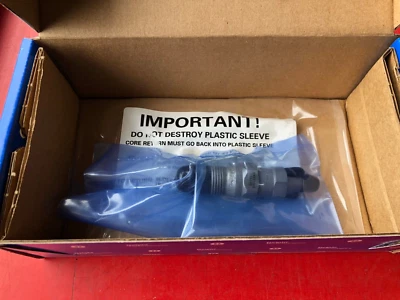 IMPORTANT!
DO NOT DESTROY PLASTIC SLEEVE
CORE RETURN MUST GO BACK INTO PLASTIC SLEEVE